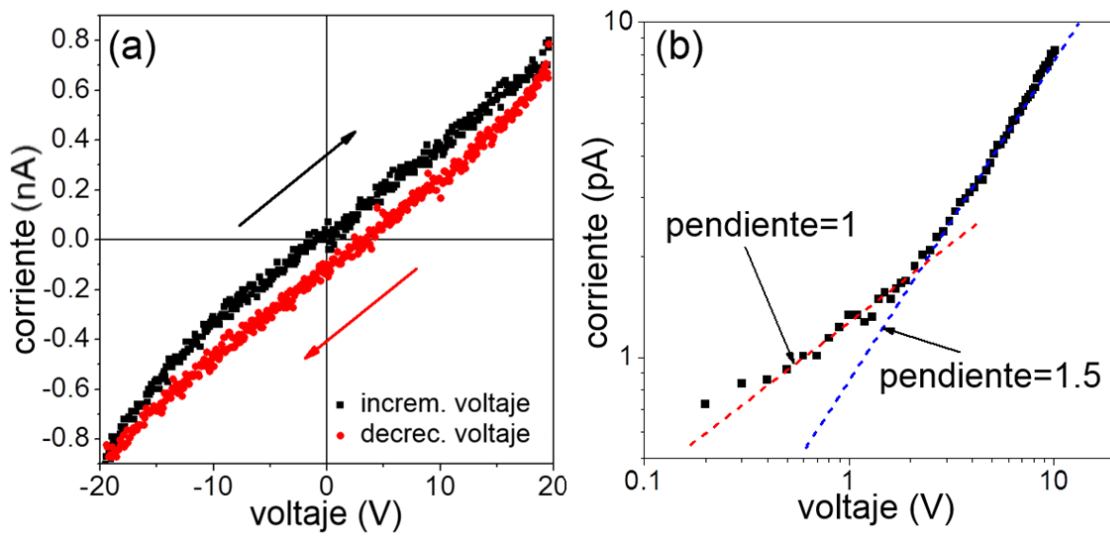 (a)
corriente (nA)
0.8
0.6
0.4
0.2
0.0
-0.2
-0.4
-0.6
-0.8
increm. voltaje
decrec. voltaje
-20 -10 0 10 20
voltaje (V)
(b)
corriente (pA)
10
1
pendiente=1
pendiente=1.5
0.1 1 10
voltaje (V)